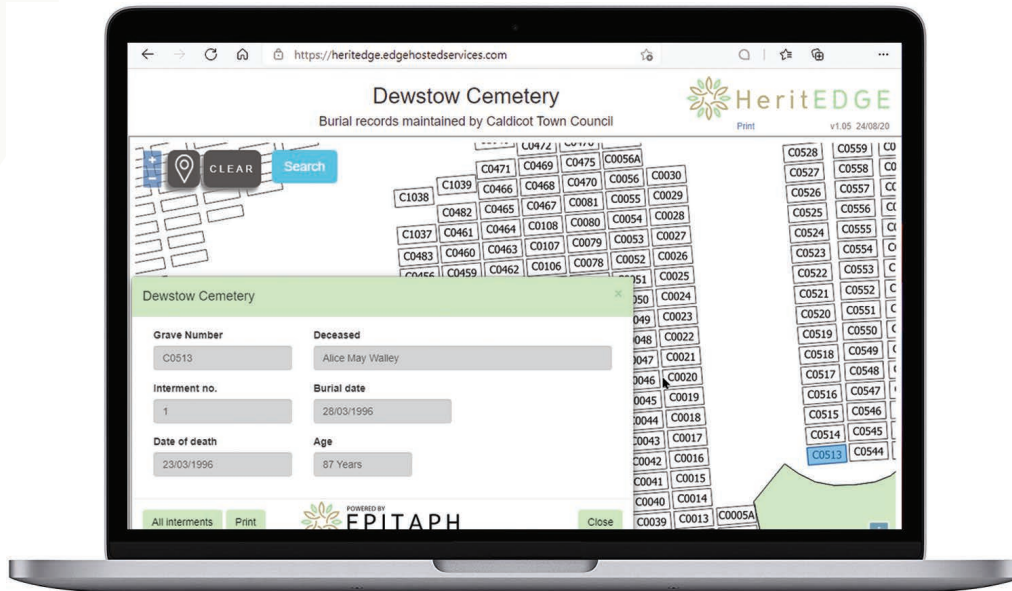 https://heritedge.edgehostedservices.com
Dewstow Cemetery
Burial records maintained by Caldicot Town Council
HeritEDGE
Print v1.05 24/08/20
+
−
CLEAR
Search
C0472
C0471 C0469 C0475 C0056A
C1039 C0466 C0468 C0470 C0056 C0030
C1038 C0482 C0465 C0467 C0081 C0055 C0029
C1037 C0461 C0464 C0108 C0080 C0054 C0028
C0483 C0460 C0463 C0107 C0079 C0053 C0027
C0456 C0459 C0462 C0106 C0078 C0052 C0026
C0025
C0024
C0023
C0022
C0021
C0020
C0019
C0018
C0043 C0017
C0042 C0016
C0041 C0015
C0040 C0014
C0039 C0013 C0005A
C0528 C0559
C0527 C0558
C0526 C0557
C0525 C0556
C0524 C0555
C0523 C0554
C0522 C0553
C0521 C0552
C0520 C0551
C0519 C0550
C0518 C0549
C0517 C0548
C0516 C0547
C0515 C0546
C0514 C0545
C0513 C0544
Dewstow Cemetery ×
Grave Number Deceased
C0513 Alice May Walley
Interment no. Burial date
1 28/03/1996
Date of death Age
23/03/1996 87 Years
All interments Print
POWERED BY
EPITAPH
Close